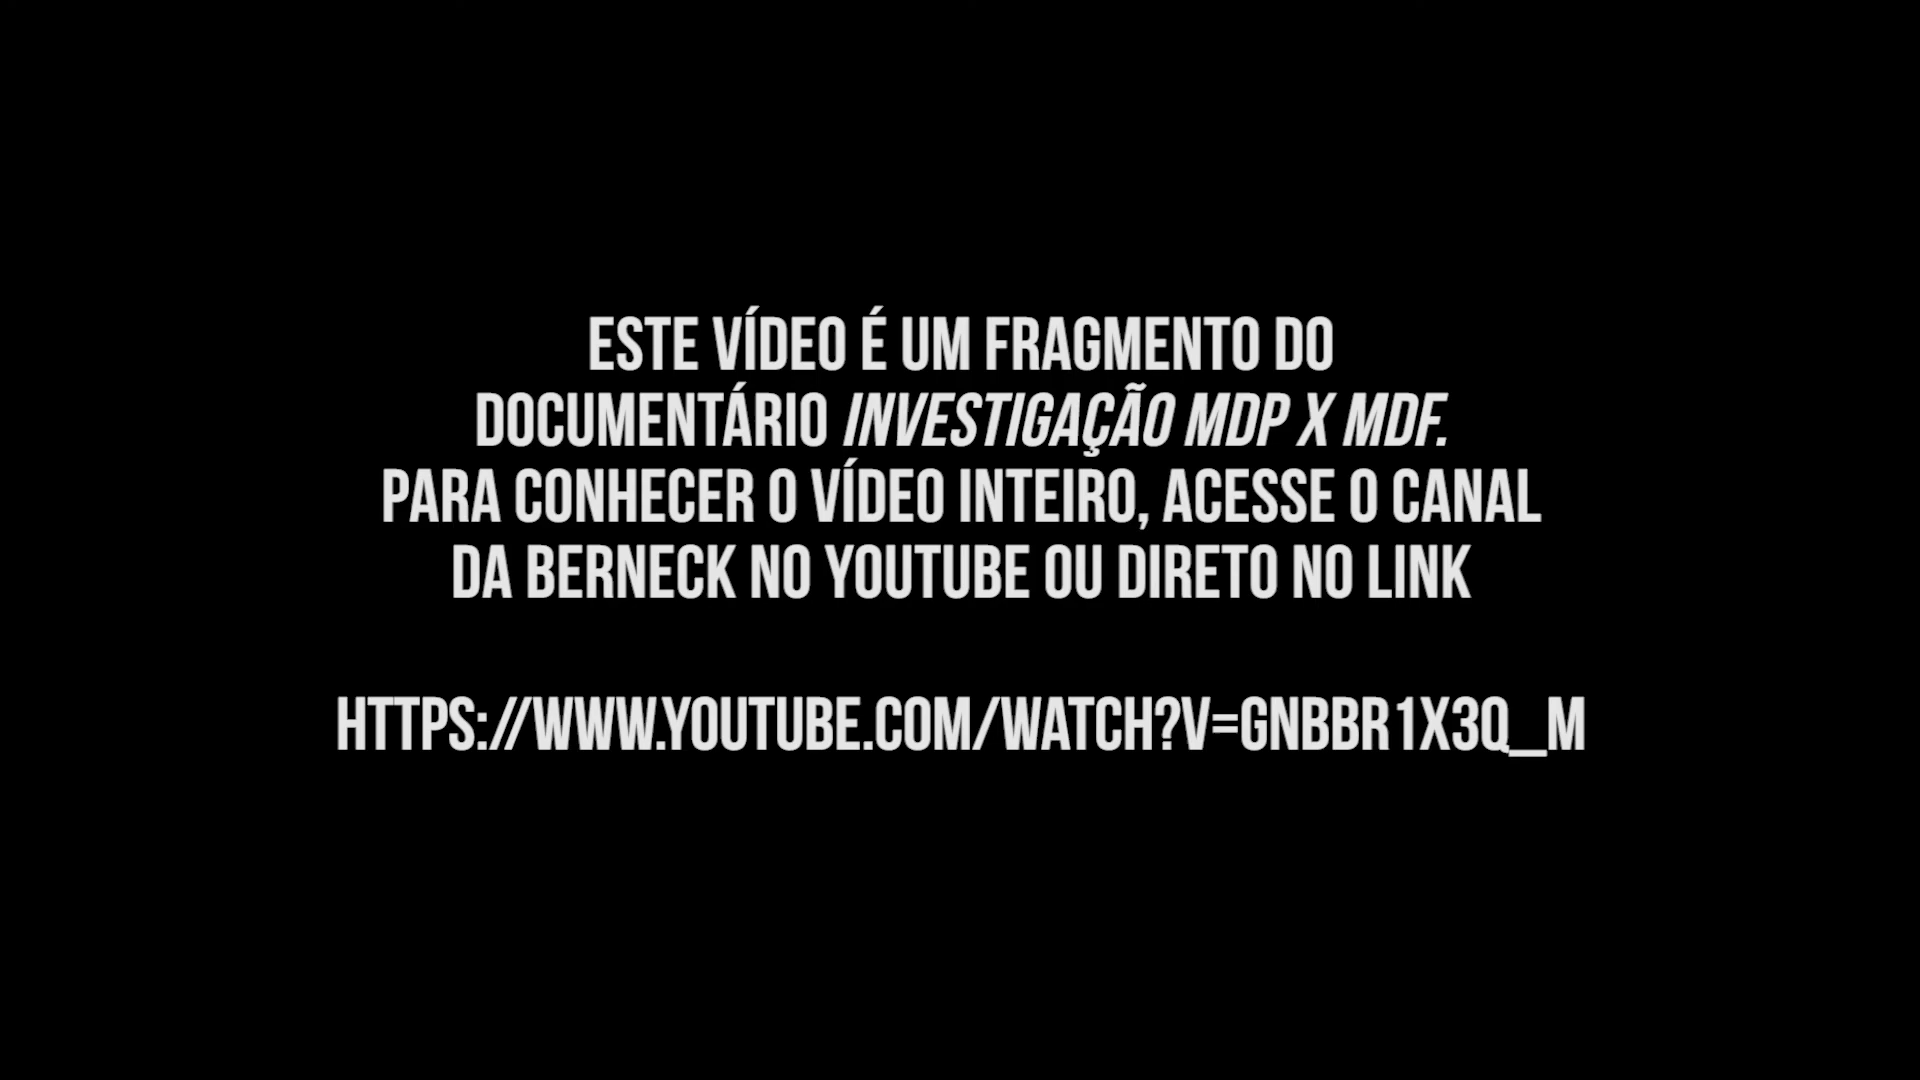 ESTE VÍDEO É UM FRAGMENTO DO
DOCUMENTÁRIO INVESTIGAÇÃO MDP X MDF.
PARA CONHECER O VÍDEO INTEIRO, ACESSE O CANAL
DA BERNECK NO YOUTUBE OU DIRETO NO LINK
HTTPS://WWW.YOUTUBE.COM/WATCH?V=GNBBR1X3Q_M